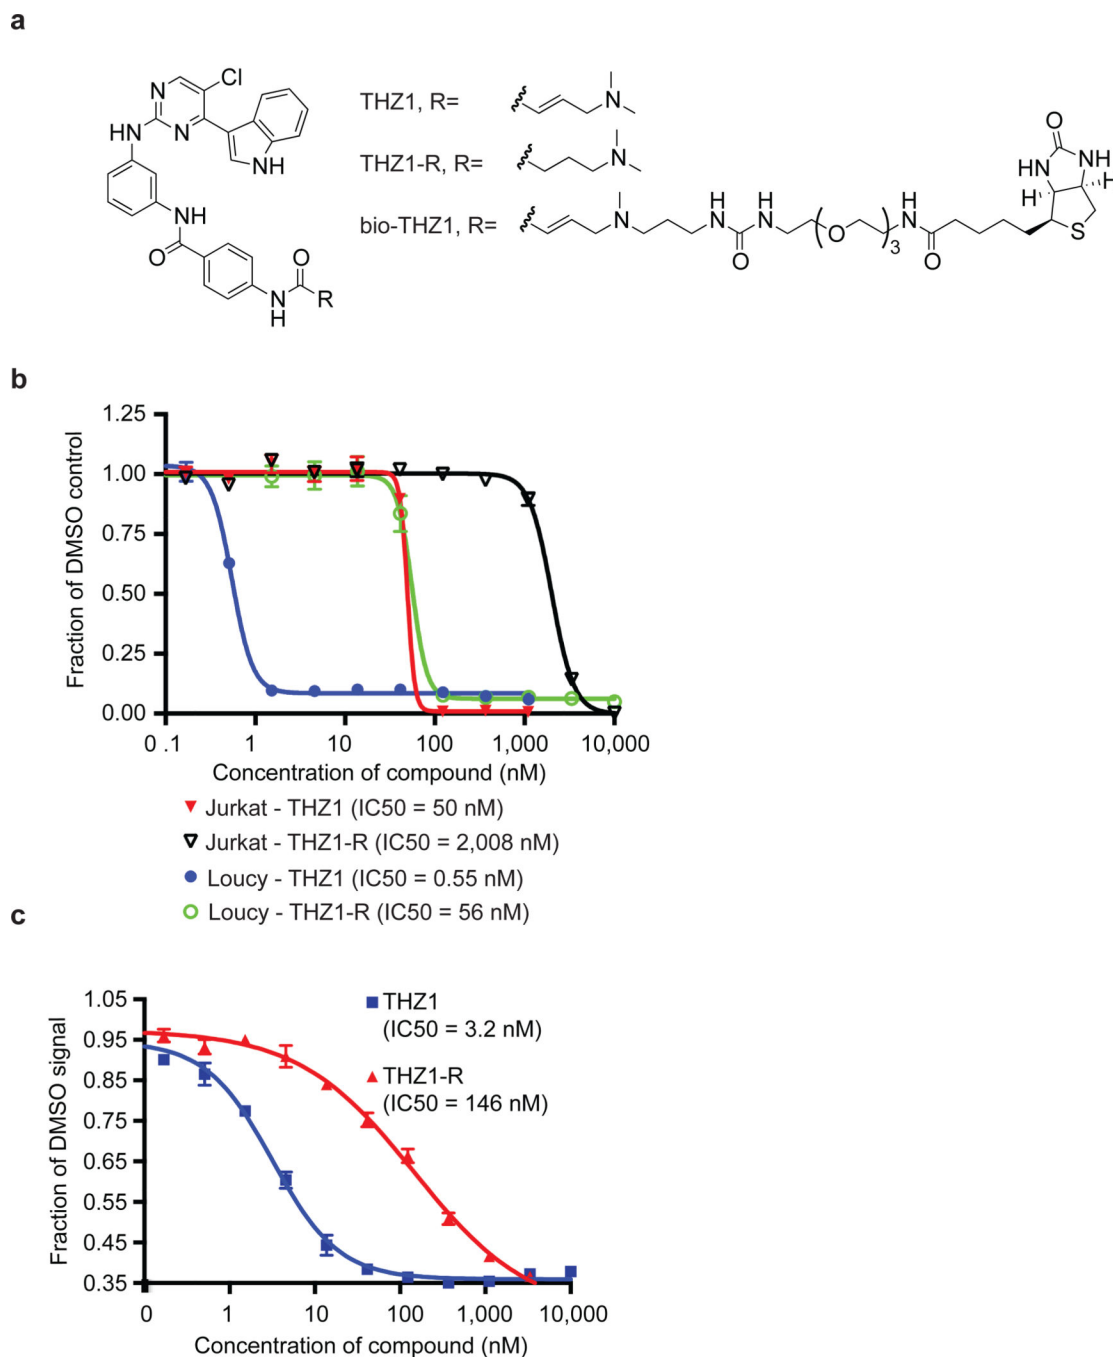 a
THZ1, R=
THZ1-R, R=
bio-THZ1, R=
N
Cl
HN
N
NH
NH
O
O
N
H
R
N
N
N
H
N
H
N
O
O
3
H
N
O
O
HN
NH
H
H
S
b
Fraction of DMSO control
1.25
1.00
0.75
0.50
0.25
0.00
0.1 1 10 100 1,000 10,000
Concentration of compound (nM)
Jurkat - THZ1 (IC50 = 50 nM)
Jurkat - THZ1-R (IC50 = 2,008 nM)
Loucy - THZ1 (IC50 = 0.55 nM)
Loucy - THZ1-R (IC50 = 56 nM)
c
Fraction of DMSO signal
1.05
0.95
0.85
0.75
0.65
0.55
0.45
0.35
0 1 10 100 1,000 10,000
Concentration of compound (nM)
THZ1
(IC50 = 3.2 nM)
THZ1-R
(IC50 = 146 nM)